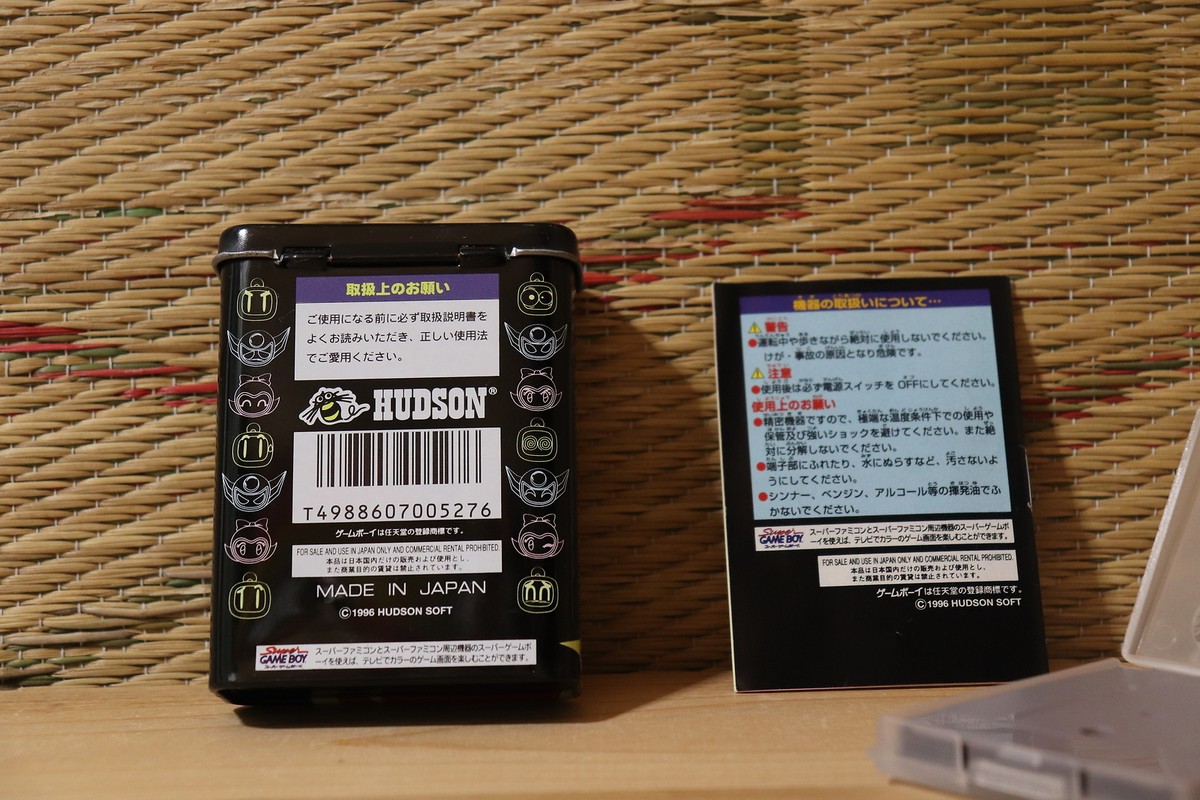 取扱上のお願い
ご使用になる前に必ず取扱説明書を
よくお読みいただき、正しい使用法
でご愛用ください。
HUDSON®
T4988607005276
ゲームボーイは任天堂の登録商標です。
FOR SALE AND USE IN JAPAN ONLY AND COMMERCIAL RENTAL PROHIBITED.
本品は日本国内だけの販売および使用とし、
また商業目的の賃貸は禁止されています。
MADE IN JAPAN
©1996 HUDSON SOFT
Super
GAME BOY
スーパーゲームボーイ
スーパーファミコンとスーパーファミコン周辺機器のスーパーゲームボ
ーイを使えば、テレビでカラーのゲーム画面を楽しむことができます。
機器の取扱いについて…
警告
●運転中や歩きながら絶対に使用しないでください。
けが、事故の原因となり危険です。
注意
●使用後は必ず電源スイッチを OFFにしてください。
使用上のお願い
●精密機器ですので、極端な温度条件下での使用や
保管及び強いショックを避けてください。また絶
対に分解しないでください。
●端子部にふれたり、水にぬらすなど、汚さないよ
うにしてください。
●シンナー、ベンジン、アルコール等の揮発油でふ
かないでください。
Super
GAME BOY
スーパーゲームボーイ
スーパーファミコンとスーパーファミコン周辺機器のスーパーゲームボ
ーイを使えば、テレビでカラーのゲーム画面を楽しむことができます。
FOR SALE AND USE IN JAPAN ONLY AND COMMERCIAL RENTAL PROHIBITED.
本品は日本国内だけの販売および使用とし、
また商業目的の賃貸は禁止されています。
ゲームボーイは任天堂の登録商標です。
©1996 HUDSON SOFT